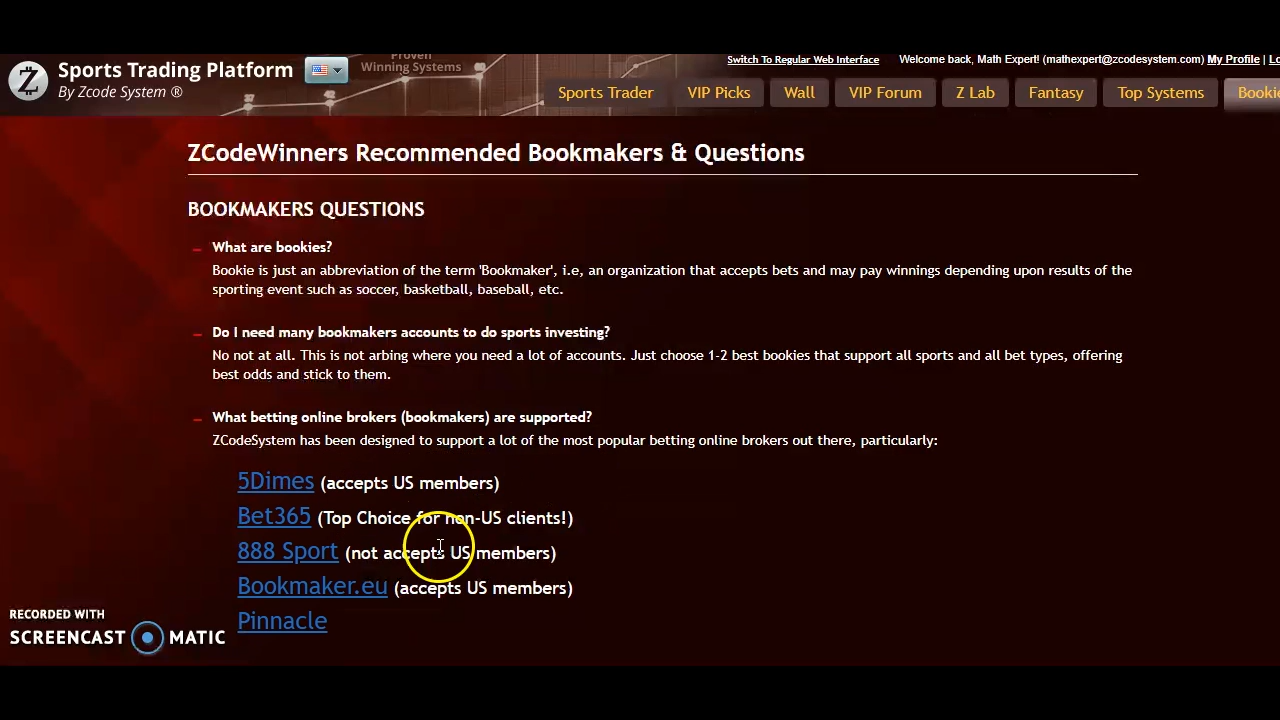 Proven
Winning Systems
Sports Trading Platform
By Zcode System ®
Switch To Regular Web Interface Welcome back, Math Expert! (mathexpert@zcodesystem.com) My Profile | Lo
Sports Trader VIP Picks Wall VIP Forum Z Lab Fantasy Top Systems Bookie
ZCodeWinners Recommended Bookmakers & Questions
BOOKMAKERS QUESTIONS
What are bookies?
Bookie is just an abbreviation of the term 'Bookmaker', i.e, an organization that accepts bets and may pay winnings depending upon results of the
sporting event such as soccer, basketball, baseball, etc.
Do I need many bookmakers accounts to do sports investing?
No not at all. This is not arbing where you need a lot of accounts. Just choose 1-2 best bookies that support all sports and all bet types, offering
best odds and stick to them.
What betting online brokers (bookmakers) are supported?
ZCodeSystem has been designed to support a lot of the most popular betting online brokers out there, particularly:
5Dimes (accepts US members)
Bet365 (Top Choice for non-US clients!)
888 Sport (not accepts US members)
Bookmaker.eu (accepts US members)
Pinnacle
RECORDED WITH
SCREENCAST MATIC